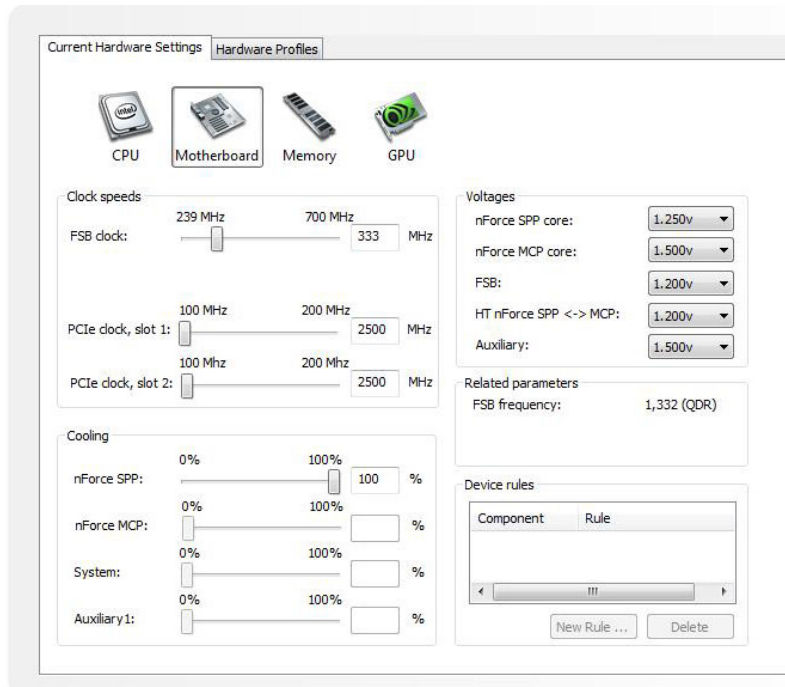 Current Hardware Settings
Hardware Profiles
intel
CPU
Motherboard
Memory
GPU
Clock speeds
239 MHz 700 MHz
FSB clock: 333 MHz
100 MHz 200 MHz
PCIe clock, slot 1: 2500 MHz
100 Mhz 200 Mhz
PCIe clock, slot 2: 2500 MHz
Cooling
0% 100%
nForce SPP: 100 %
0% 100%
nForce MCP: %
0% 100%
System: %
0% 100%
Auxiliary1: %
Voltages
nForce SPP core: 1.250v
nForce MCP core: 1.500v
FSB: 1.200v
HT nForce SPP <-> MCP: 1.200v
Auxiliary: 1.500v
Related parameters
FSB frequency: 1,332 (QDR)
Device rules
Component Rule
New Rule ... Delete